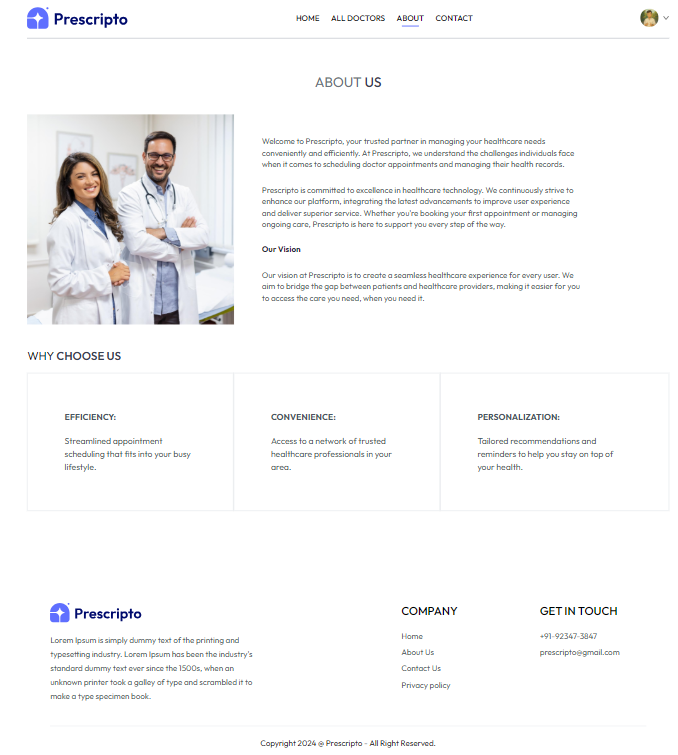 Prescripto
HOME ALL DOCTORS ABOUT CONTACT
ABOUT US
Welcome to Prescripto, your trusted partner in managing your healthcare needs
conveniently and efficiently. At Prescripto, we understand the challenges individuals face
when it comes to scheduling doctor appointments and managing their health records.
Prescripto is committed to excellence in healthcare technology. We continuously strive to
enhance our platform, integrating the latest advancements to improve user experience
and deliver superior service. Whether you're booking your first appointment or managing
ongoing care, Prescripto is here to support you every step of the way.
Our Vision
Our vision at Prescripto is to create a seamless healthcare experience for every user. We
aim to bridge the gap between patients and healthcare providers, making it easier for you
to access the care you need, when you need it.
WHY CHOOSE US
EFFICIENCY:
Streamlined appointment
scheduling that fits into your busy
lifestyle.
CONVENIENCE:
Access to a network of trusted
healthcare professionals in your
area.
PERSONALIZATION:
Tailored recommendations and
reminders to help you stay on top of
your health.
Prescripto
Lorem Ipsum is simply dummy text of the printing and
typesetting industry. Lorem Ipsum has been the industry's
standard dummy text ever since the 1500s, when an
unknown printer took a galley of type and scrambled it to
make a type specimen book.
COMPANY
Home
About Us
Contact Us
Privacy policy
GET IN TOUCH
+91-92347-3847
prescripto@gmail.com
Copyright 2024 @ Prescripto - All Right Reserved.